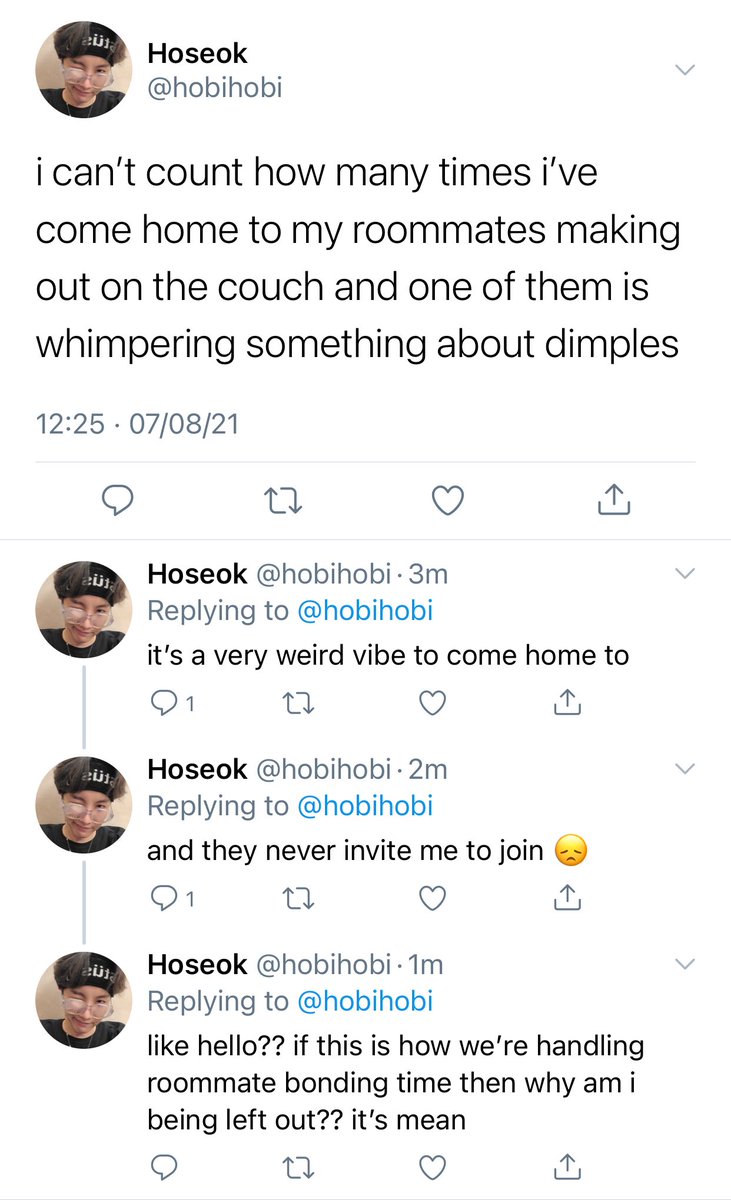 Hoseok
@hobihobi
i can’t count how many times i’ve
come home to my roommates making
out on the couch and one of them is
whimpering something about dimples
12:25 · 07/08/21
Hoseok @hobihobi · 3m
Replying to @hobihobi
it’s a very weird vibe to come home to
1
Hoseok @hobihobi · 2m
Replying to @hobihobi
and they never invite me to join 😞
1
Hoseok @hobihobi · 1m
Replying to @hobihobi
like hello?? if this is how we’re handling
roommate bonding time then why am i
being left out?? it’s mean